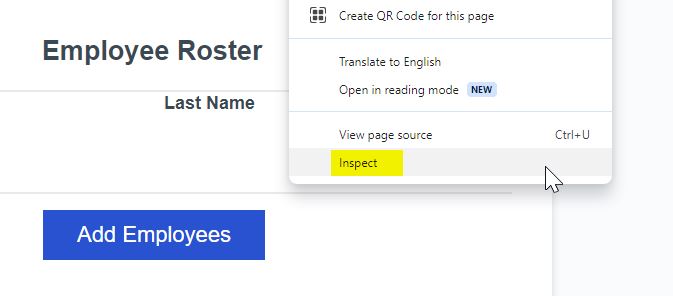 Create QR Code for this page
Employee Roster
Translate to English
Open in reading mode NEW
Last Name
View page source Ctrl+U
Inspect
Add Employees